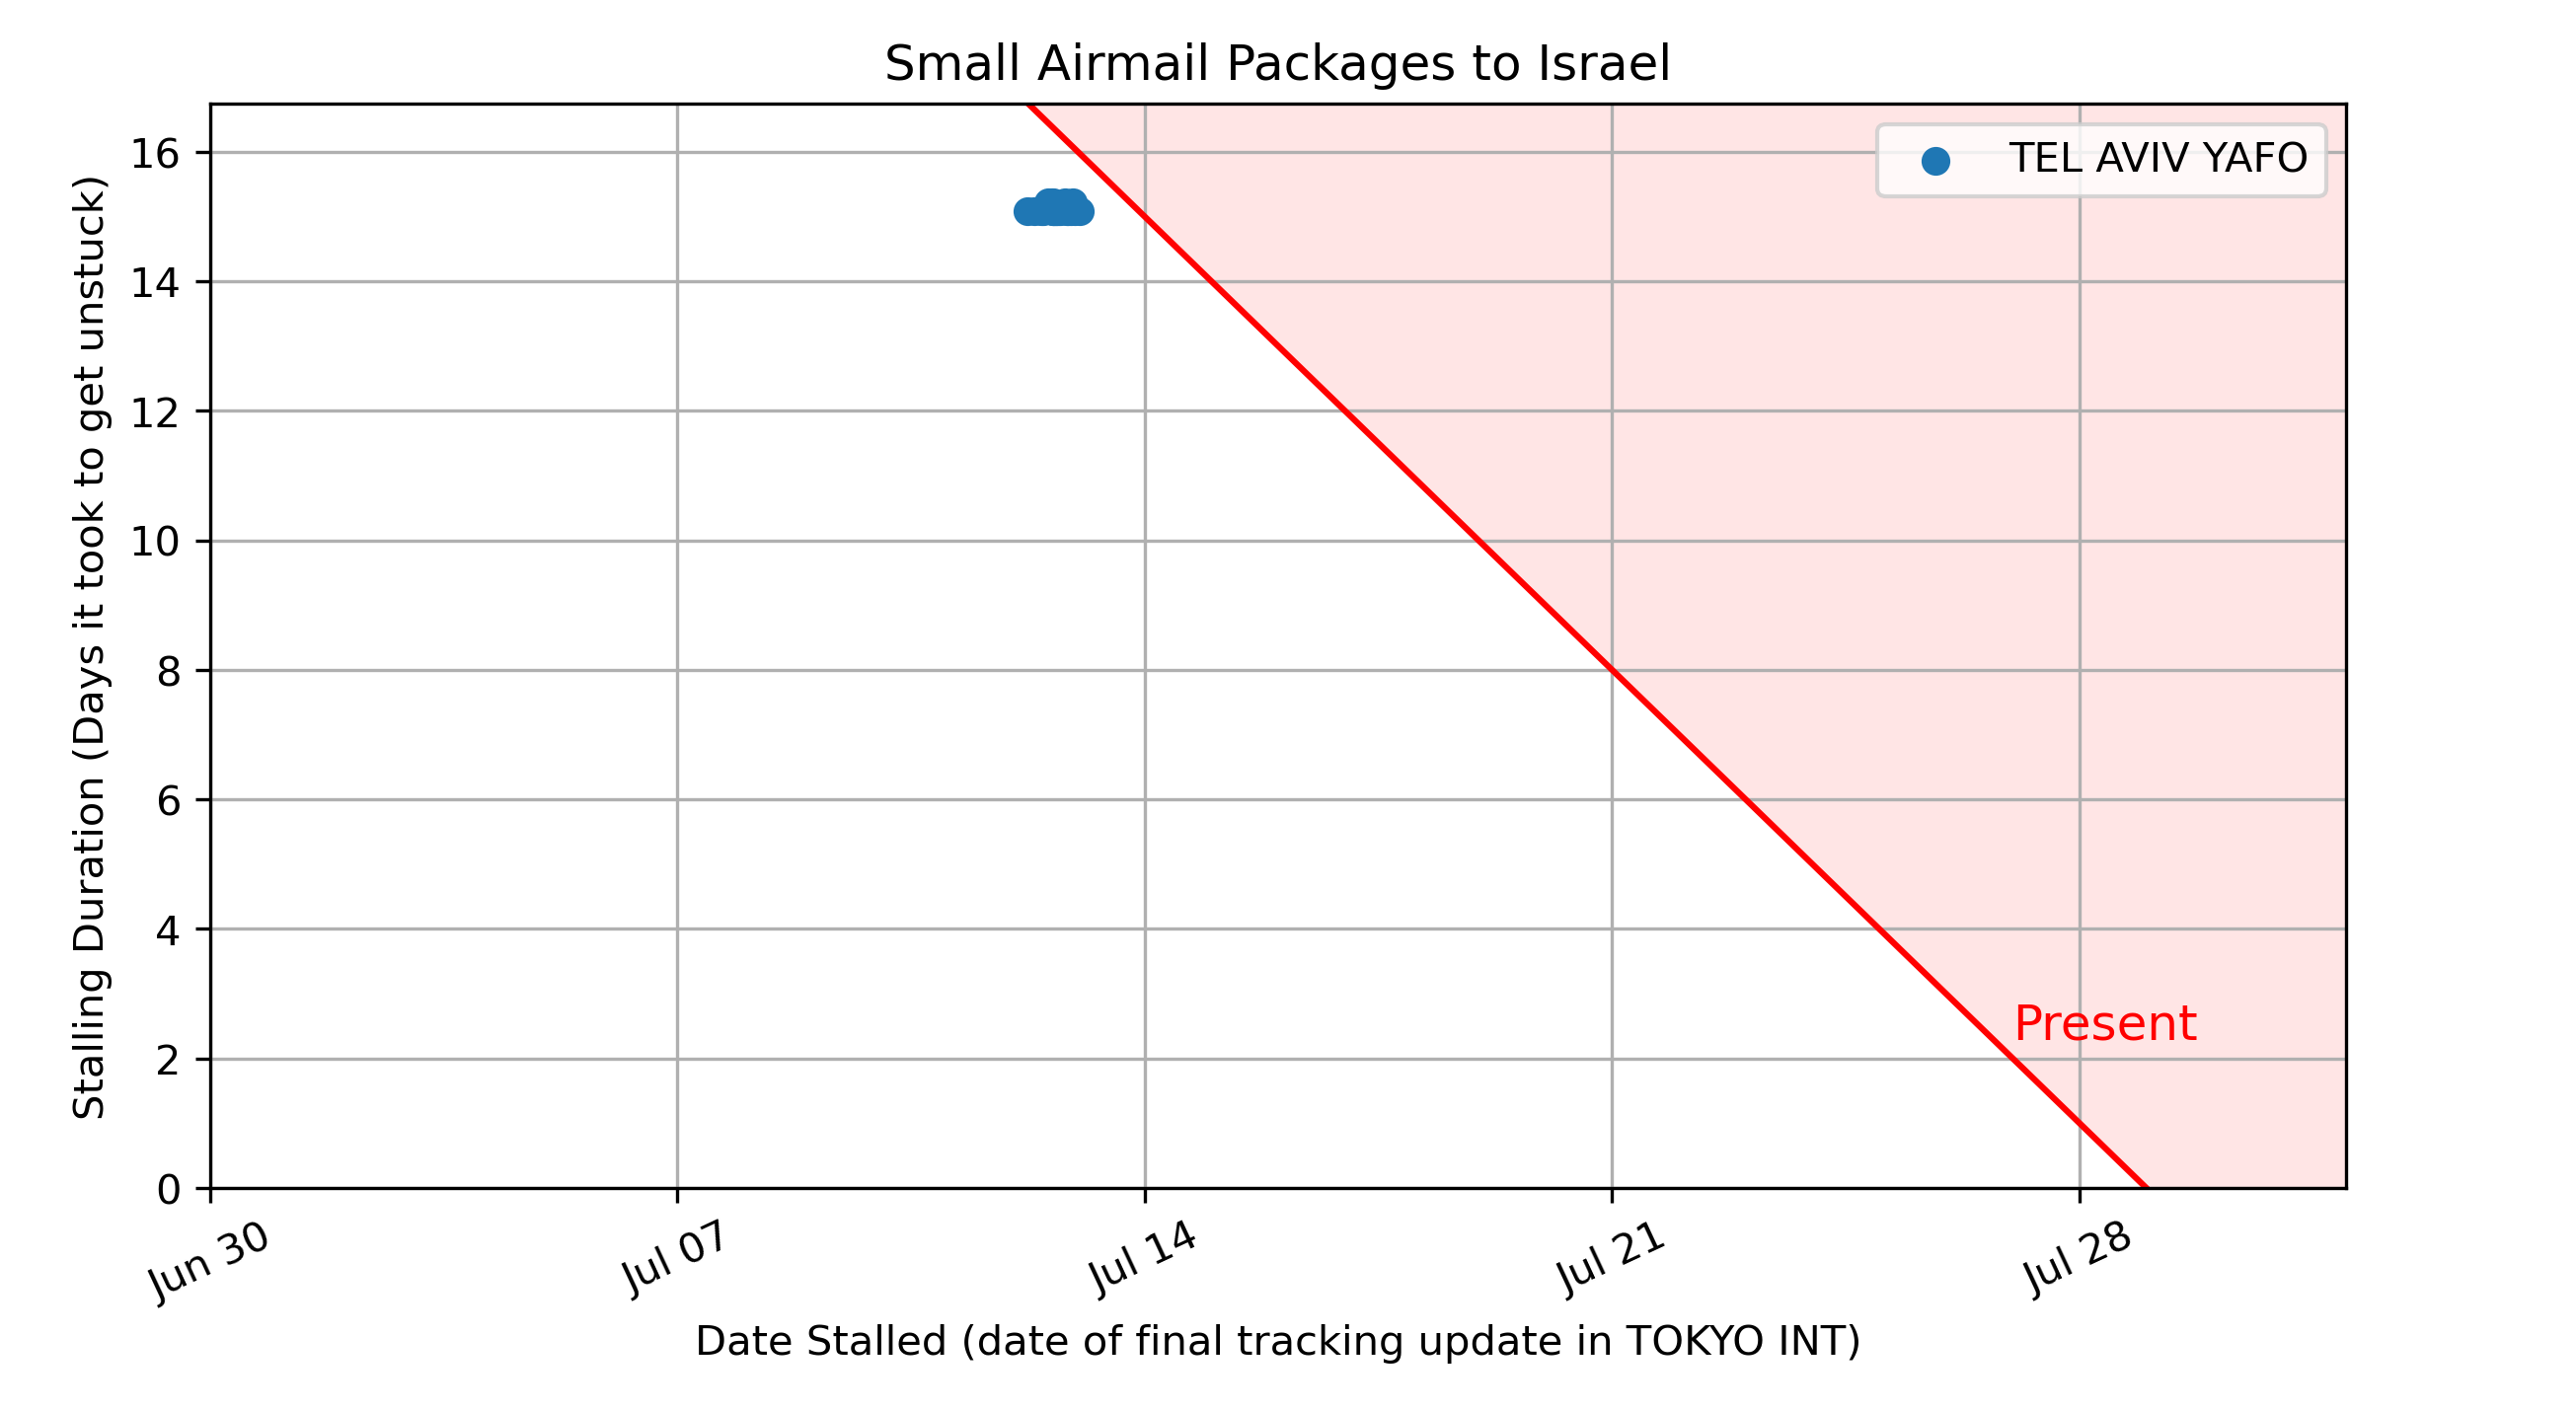 Small Airmail Packages to Israel
TEL AVIV YAFO
Stalling Duration (Days it took to get unstuck)
16
14
12
10
8
6
4
2
0
Present
Jun 30
Jul 07
Jul 14
Jul 21
Jul 28
Date Stalled (date of final tracking update in TOKYO INT)